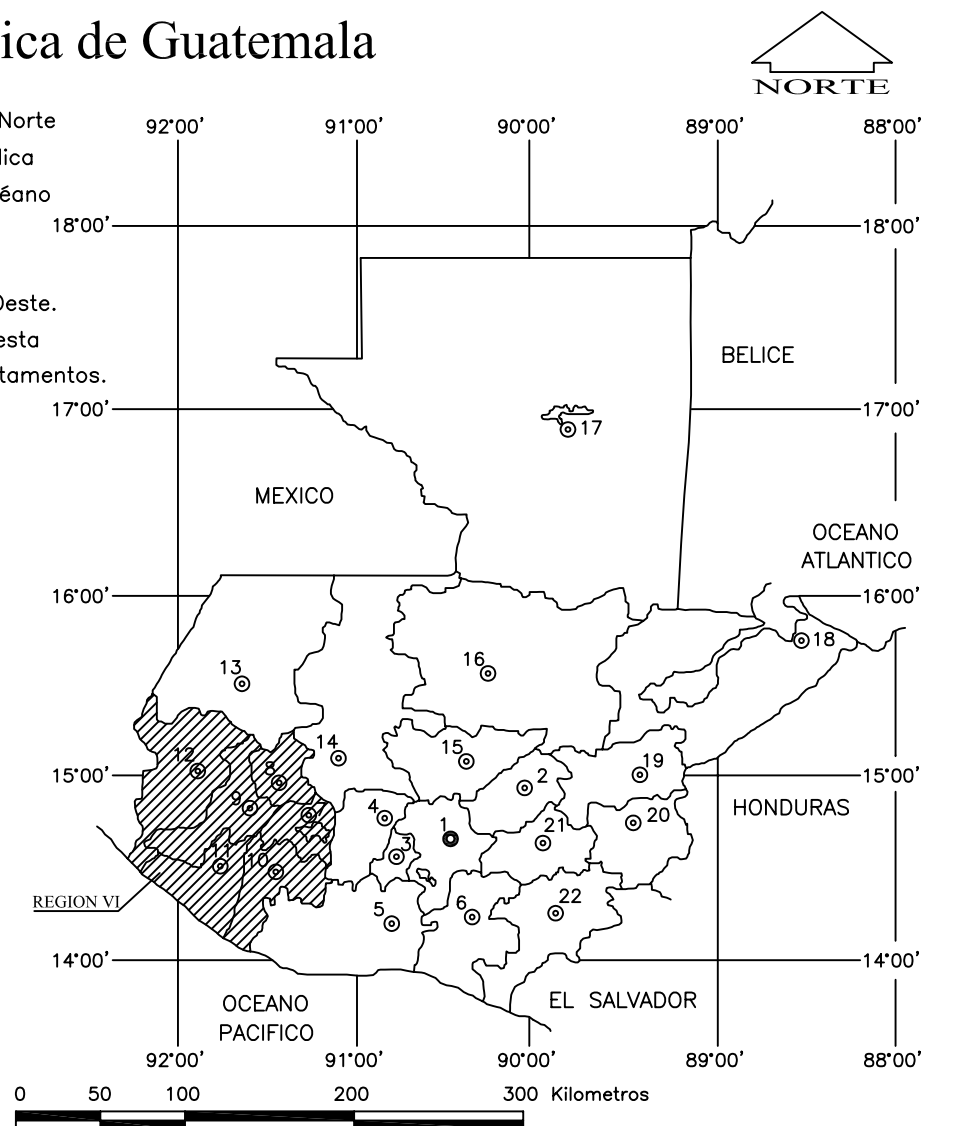 ica de Guatemala
NORTE
Norte
lica
éano
Oeste.
esta
tamentos.
92°00' 91°00' 90°00' 89°00' 88°00'
18°00' 18°00'
BELICE
17°00' 17°00'
17
MEXICO
OCEANO
ATLANTICO
16°00' 16°00'
18
16
13
14 15 19
12 8 2
15°00' 15°00'
9 7 4 1 20
HONDURAS
21
3
11 10
REGION VI
5 6 22
14°00' 14°00'
OCEANO
PACIFICO
EL SALVADOR
92°00' 91°00' 90°00' 89°00' 88°00'
0 50 100 200 300 Kilometros